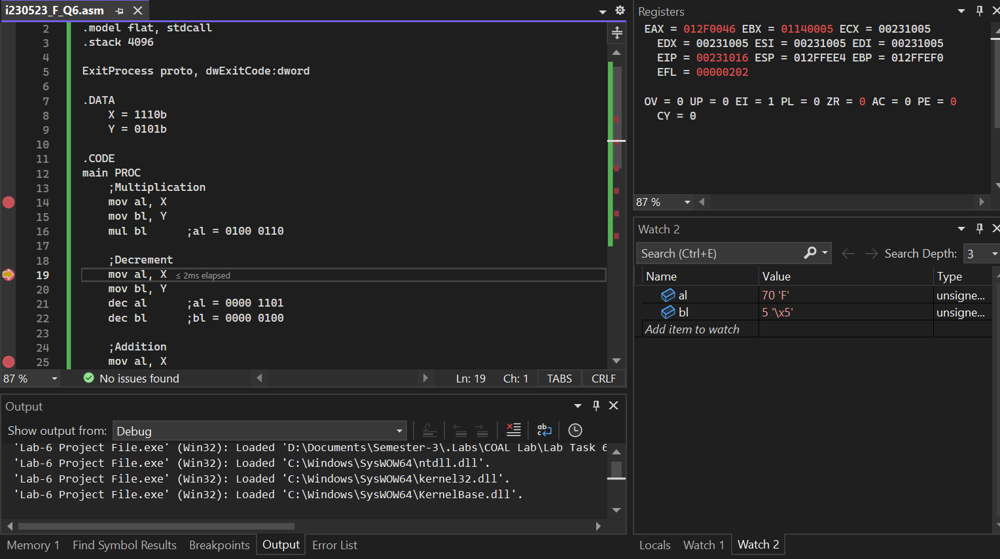 i230523_F_Q6.asm
2 .model flat, stdcall
3 .stack 4096
4
5 ExitProcess proto, dwExitCode:dword
6
7 .DATA
8 X = 1110b
9 Y = 0101b
10
11 .CODE
12 main PROC
13 ;Multiplication
14 mov al, X
15 mov bl, Y
16 mul bl ;al = 0100 0110
17
18 ;Decrement
19 mov al, X ≤ 2ms elapsed
20 mov bl, Y
21 dec al ;al = 0000 1101
22 dec bl ;bl = 0000 0100
23
24 ;Addition
25 mov al, X
87 % No issues found Ln: 19 Ch: 1 TABS CRLF
Output
Show output from: Debug
'Lab-6 Project File.exe' (Win32): Loaded 'D:\Documents\Semester-3\.Labs\COAL Lab\Lab Task 6
'Lab-6 Project File.exe' (Win32): Loaded 'C:\Windows\SysWOW64\ntdll.dll'.
'Lab-6 Project File.exe' (Win32): Loaded 'C:\Windows\SysWOW64\kernel32.dll'.
'Lab-6 Project File.exe' (Win32): Loaded 'C:\Windows\SysWOW64\KernelBase.dll'.
Memory 1 Find Symbol Results Breakpoints Output Error List
Registers
EAX = 012F0046 EBX = 01140005 ECX = 00231005
EDX = 00231005 ESI = 00231005 EDI = 00231005
EIP = 00231016 ESP = 012FFEE4 EBP = 012FFEF0
EFL = 00000202
OV = 0 UP = 0 EI = 1 PL = 0 ZR = 0 AC = 0 PE = 0
CY = 0
87 %
Watch 2
Search (Ctrl+E) Search Depth: 3
Name Value Type
al 70 'F' unsigne...
bl 5 '\x5' unsigne...
Add item to watch
Locals Watch 1 Watch 2